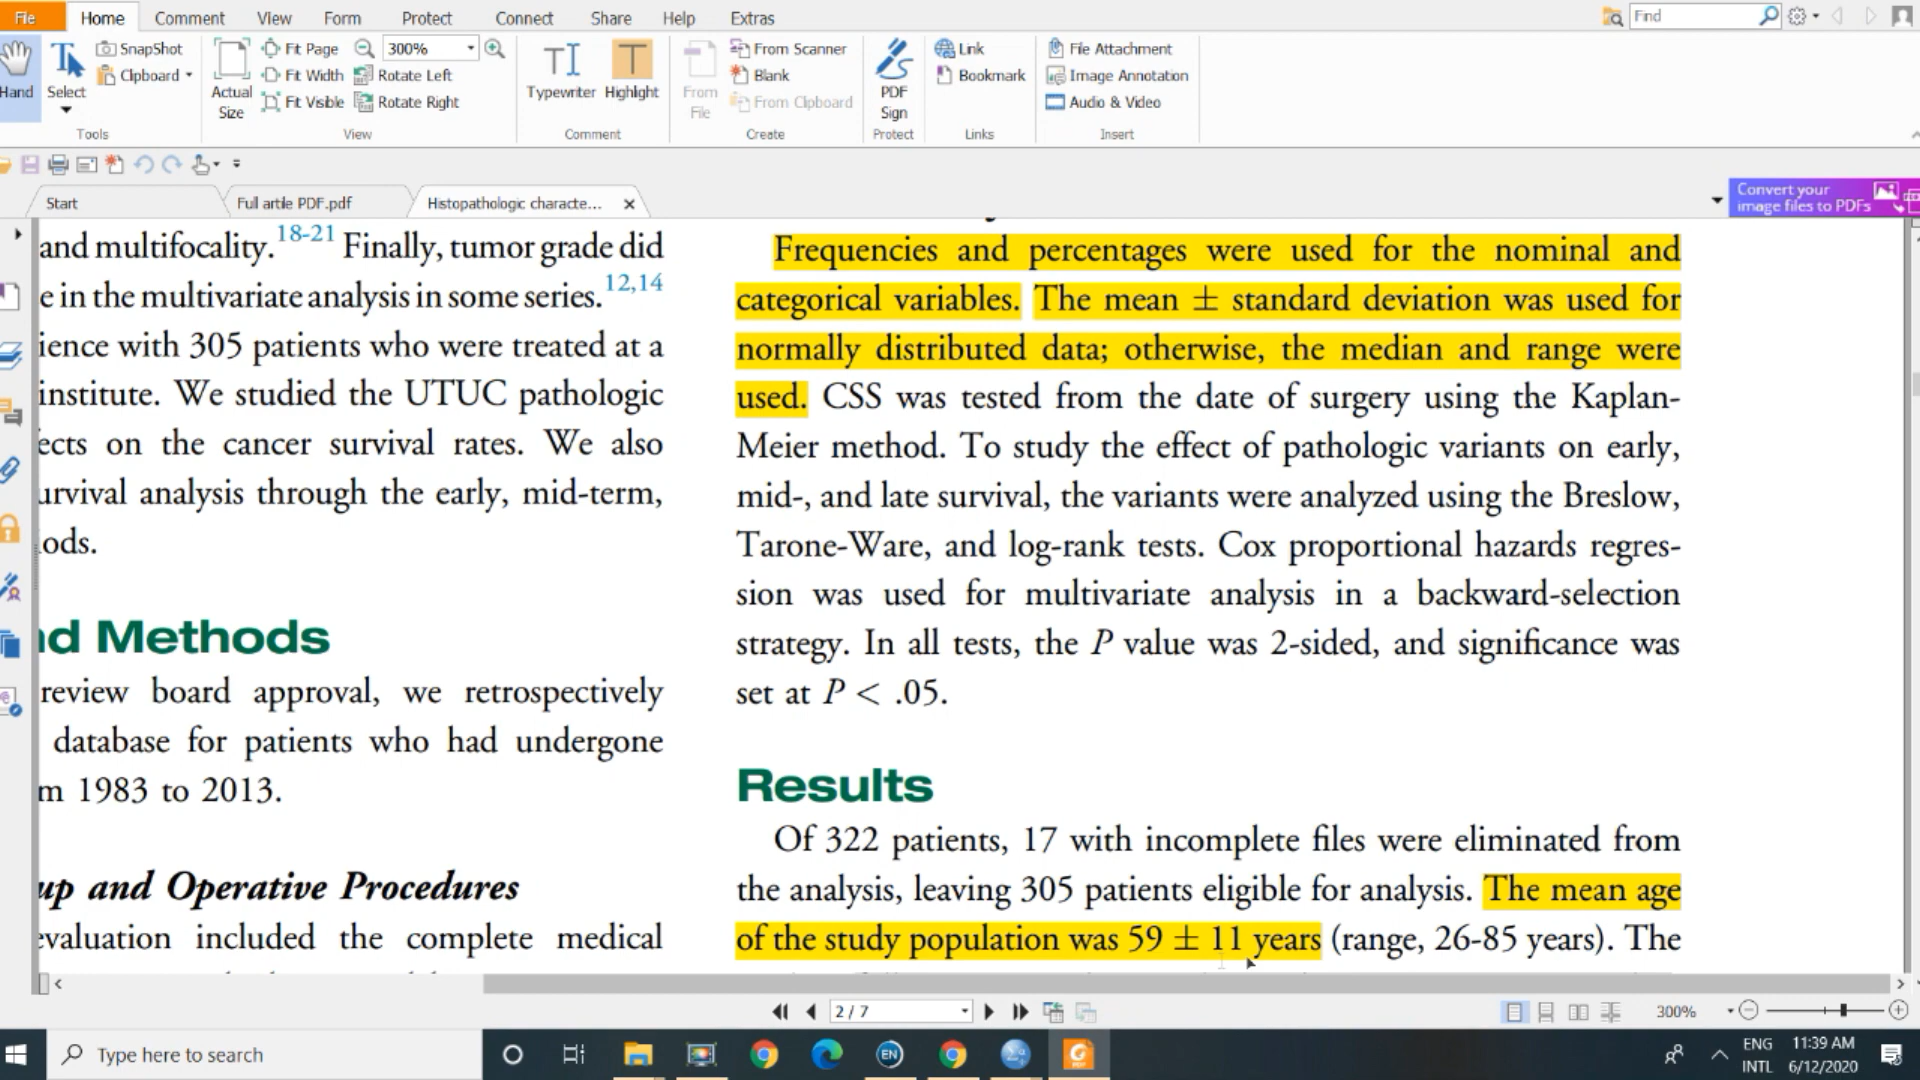 File Home Comment View Form Protect Connect Share Help Extras Find
Hand
Select
SnapShot
Clipboard
Tools
Actual
Size
Fit Page
Fit Width
Fit Visible
300%
Rotate Left
Rotate Right
View
Typewriter Highlight
Comment
From
File
From Scanner
Blank
From Clipboard
Create
PDF
Sign
Protect
Link
Bookmark
Links
File Attachment
Image Annotation
Audio & Video
Insert
Start Full artile PDF.pdf Histopathologic characte...
Convert your
image files to PDFs
and multifocality.18-21 Finally, tumor grade did
e in the multivariate analysis in some series.12,14
ience with 305 patients who were treated at a
institute. We studied the UTUC pathologic
ects on the cancer survival rates. We also
urvival analysis through the early, mid-term,
ods.
nd Methods
review board approval, we retrospectively
database for patients who had undergone
m 1983 to 2013.
up and Operative Procedures
evaluation included the complete medical
Frequencies and percentages were used for the nominal and
categorical variables. The mean ± standard deviation was used for
normally distributed data; otherwise, the median and range were
used. CSS was tested from the date of surgery using the Kaplan-
Meier method. To study the effect of pathologic variants on early,
mid-, and late survival, the variants were analyzed using the Breslow,
Tarone-Ware, and log-rank tests. Cox proportional hazards regres-
sion was used for multivariate analysis in a backward-selection
strategy. In all tests, the P value was 2-sided, and significance was
set at P < .05.
Results
Of 322 patients, 17 with incomplete files were eliminated from
the analysis, leaving 305 patients eligible for analysis. The mean age
of the study population was 59 ± 11 years (range, 26-85 years). The
2 / 7
300%
Type here to search
EN
ENG
INTL
11:39 AM
6/12/2020